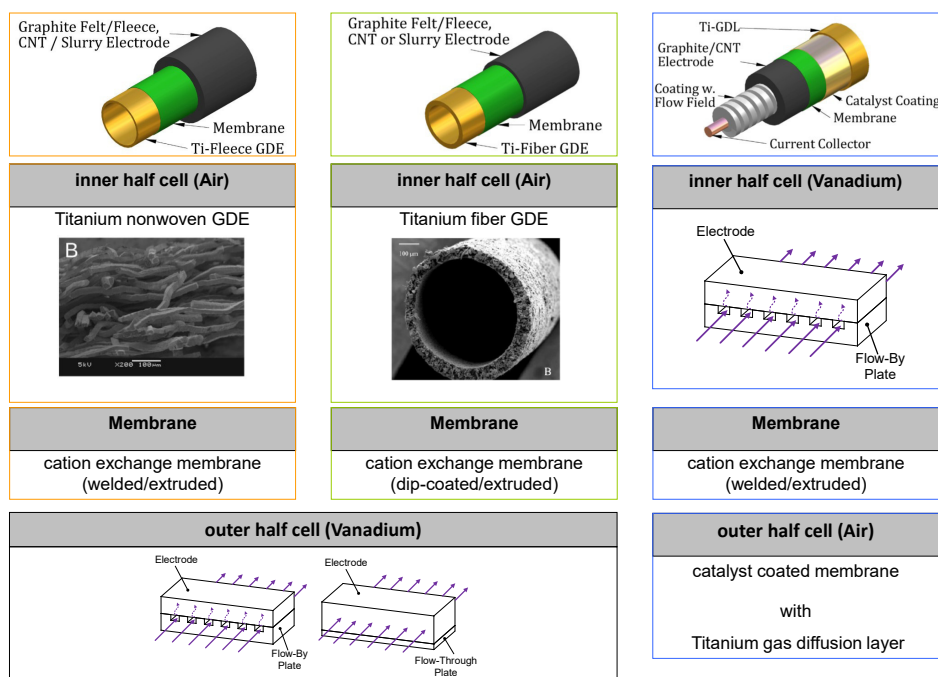 Graphite Felt/Fleece,
CNT / Slurry Electrode
Membrane
Ti-Fleece GDE
inner half cell (Air)
Titanium nonwoven GDE
B
5kV X200 100µm
Membrane
cation exchange membrane
(welded/extruded)
Graphite Felt/Fleece,
CNT or Slurry Electrode
Membrane
Ti-Fiber GDE
inner half cell (Air)
Titanium fiber GDE
100 µm
B
Membrane
cation exchange membrane
(dip-coated/extruded)
outer half cell (Vanadium)
Electrode
Flow-By
Plate
Electrode
Flow-Through
Plate
Ti-GDL
Graphite/CNT
Electrode
Coating w.
Flow Field
Catalyst Coating
Membrane
Current Collector
inner half cell (Vanadium)
Electrode
Flow-By
Plate
Membrane
cation exchange membrane
(welded/extruded)
outer half cell (Air)
catalyst coated membrane
with
Titanium gas diffusion layer